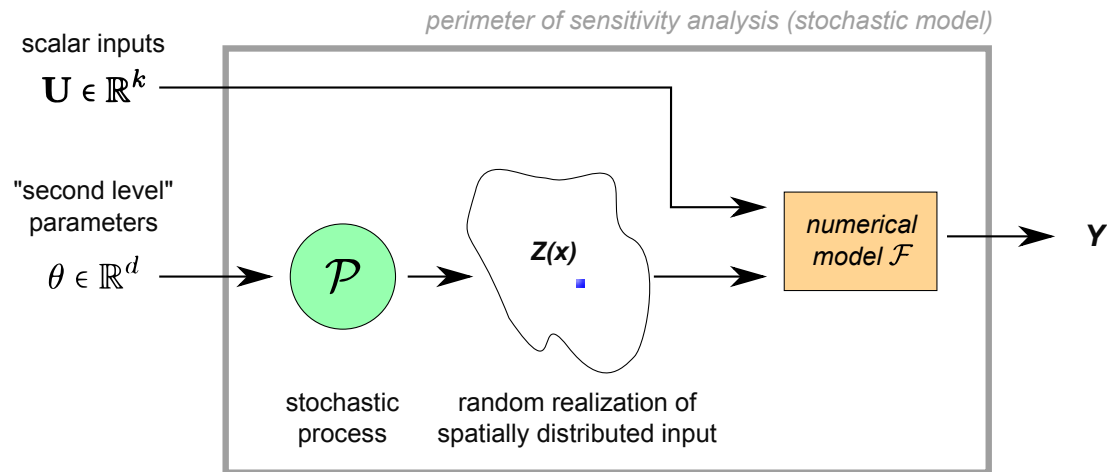 perimeter of sensitivity analysis (stochastic model)
scalar inputs
U ∈ ℝ^k
"second level"
parameters
θ ∈ ℝ^d
𝒫
Z(x)
numerical
model ℱ
Y
stochastic
process
random realization of
spatially distributed input